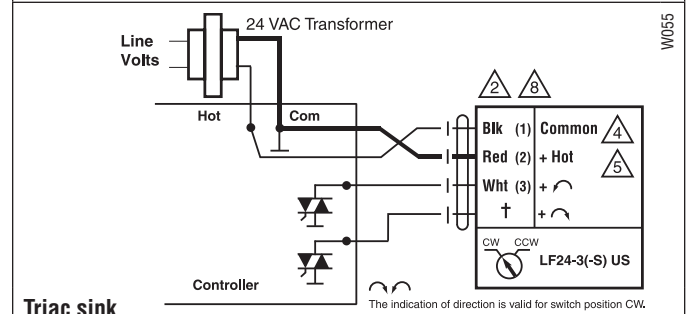 24 VAC Transformer
Line
Volts
W055
Hot
Com
2
8
Blk (1) Common 4
Red (2) + Hot 5
Wht (3) +
† +
CW CCW
LF24-3(-S) US
Controller
The indication of direction is valid for switch position CW.
Triac sink